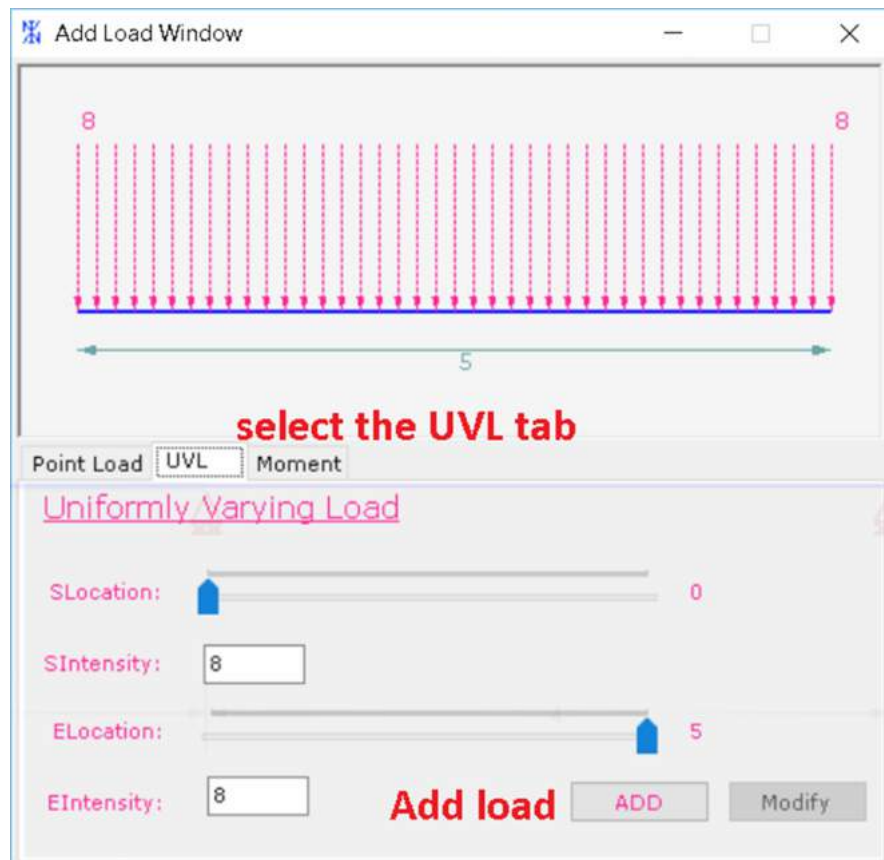 Add Load Window
8 8
5
select the UVL tab
Point Load UVL Moment
Uniformly Varying Load
SLocation: 0
SIntensity: 8
ELocation: 5
EIntensity: 8 Add load ADD Modify